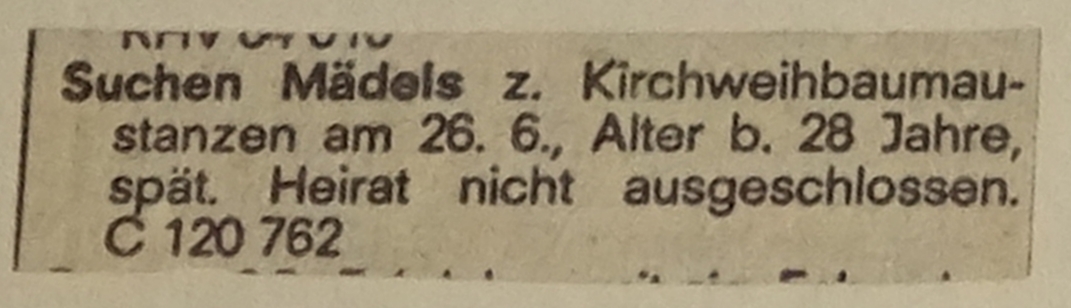 Suchen Mädels z. Kirchweihbaumau-
stanzen am 26. 6., Alter b. 28 Jahre,
spät. Heirat nicht ausgeschlossen.
C 120 762